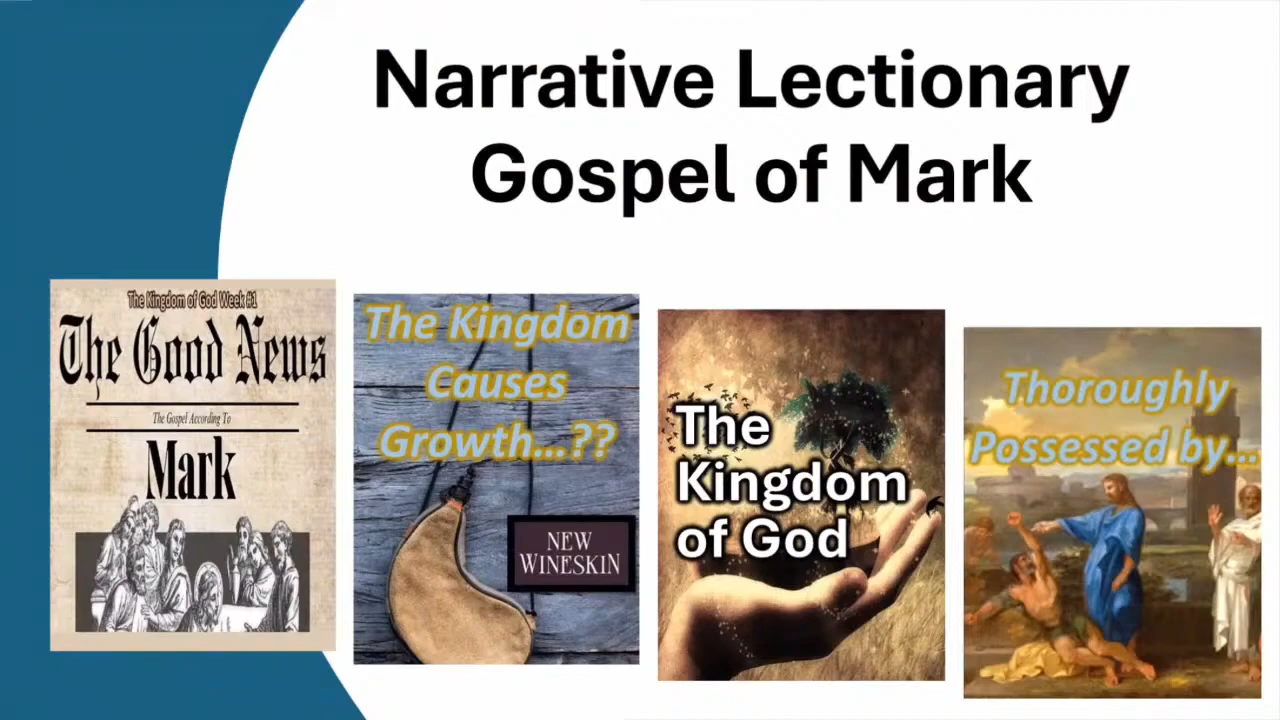 Narrative Lectionary
Gospel of Mark
The Kingdom of God Week #1
The Good News
The Gospel According To
Mark
The Kingdom
Causes
Growth...??
NEW
WINESKIN
The
Kingdom
of God
Thoroughly
Possessed by...